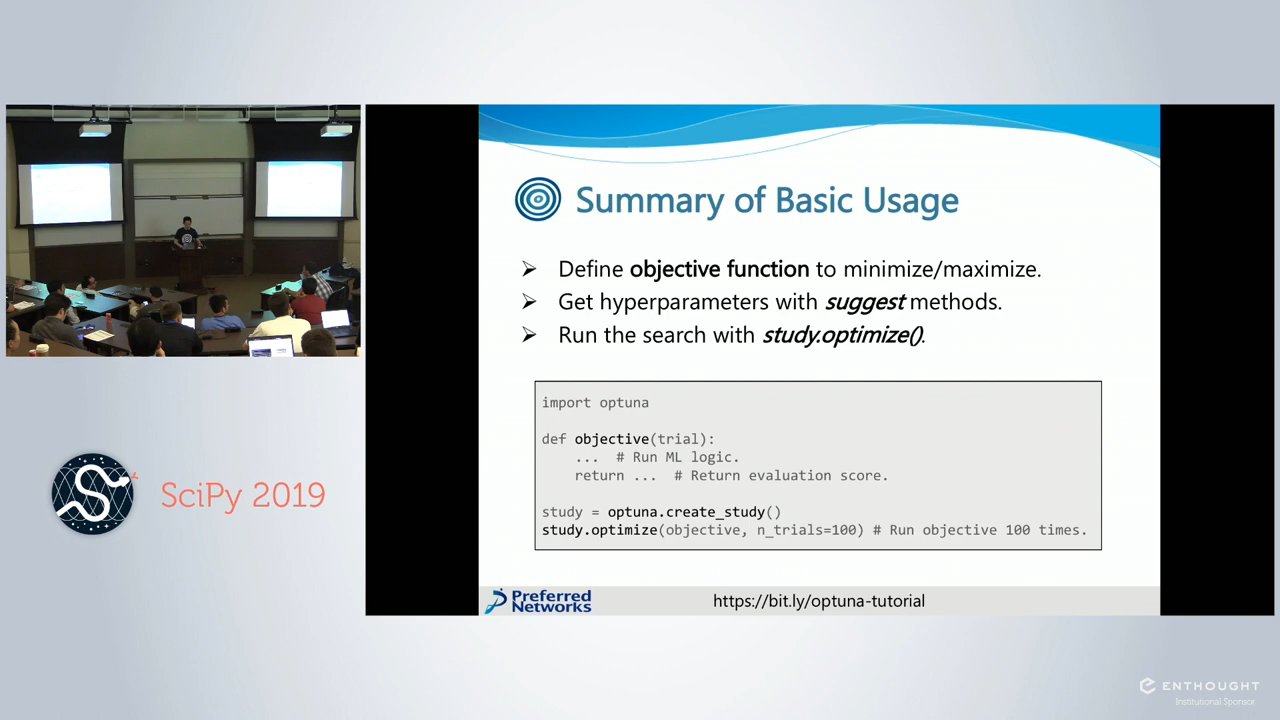 Summary of Basic Usage
➢ Define objective function to minimize/maximize.
➢ Get hyperparameters with suggest methods.
➢ Run the search with study.optimize().
import optuna
def objective(trial):
    ...  # Run ML logic.
    return ...  # Return evaluation score.
study = optuna.create_study()
study.optimize(objective, n_trials=100) # Run objective 100 times.
Preferred
Networks
https://bit.ly/optuna-tutorial
SciPy 2019
ENTHOUGHT
Institutional Sponsor